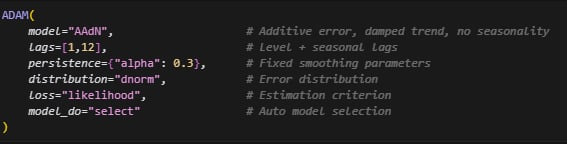 ADAM(
    model="AAdN",                # Additive error, damped trend, no seasonality
    lags=[1,12],                 # Level + seasonal lags
    persistence={"alpha": 0.3},  # Fixed smoothing parameters
    distribution="dnorm",        # Error distribution
    loss="likelihood",           # Estimation criterion
    model_do="select"            # Auto model selection
)